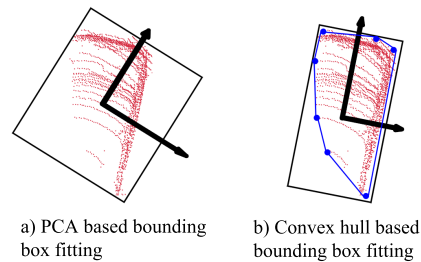 a) PCA based bounding
box fitting
b) Convex hull based
bounding box fitting